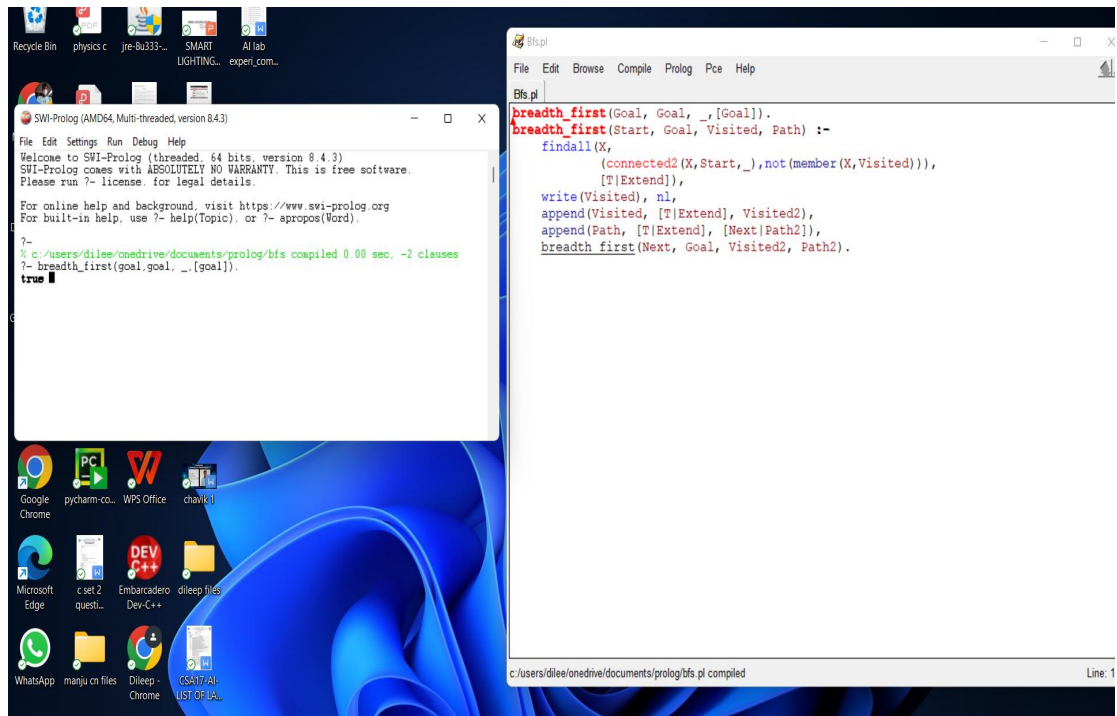 Recycle Bin
physics c
jre-8u333-...
SMART
LIGHTING...
AI lab
experi_com...
SWI-Prolog (AMD64, Multi-threaded, version 8.4.3)
File Edit Settings Run Debug Help
Welcome to SWI-Prolog (threaded, 64 bits, version 8.4.3)
SWI-Prolog comes with ABSOLUTELY NO WARRANTY. This is free software.
Please run ?- license. for legal details.
For online help and background, visit https://www.swi-prolog.org
For built-in help, use ?- help(Topic). or ?- apropos(Word).
?-
% c:/users/dilee/onedrive/documents/prolog/bfs compiled 0.00 sec, -2 clauses
?- breadth_first(goal,goal, _,[goal]).
true
Bfs.pl
File Edit Browse Compile Prolog Pce Help
Bfs.pl
breadth_first(Goal, Goal, _,[Goal]).
breadth_first(Start, Goal, Visited, Path) :-
findall(X,
(connected2(X,Start,_),not(member(X,Visited))),
[T|Extend]),
write(Visited), nl,
append(Visited, [T|Extend], Visited2),
append(Path, [T|Extend], [Next|Path2]),
breadth_first(Next, Goal, Visited2, Path2).
c:/users/dilee/onedrive/documents/prolog/bfs.pl compiled
Line: 1
Google
Chrome
PC
pycharm-co...
WPS Office
chavik 1
Microsoft
Edge
c set 2
questi...
DEV
C++
Embarcadero
Dev-C++
dileep files
WhatsApp
manju cn files
Dileep -
Chrome
CSA17-AI-
LIST OF LA...